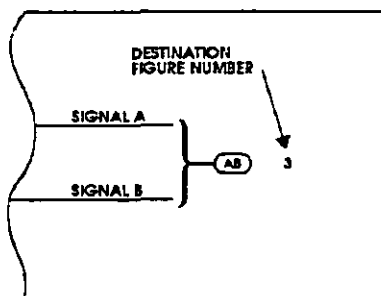 DESTINATION
FIGURE NUMBER
SIGNAL A
AB 3
SIGNAL B